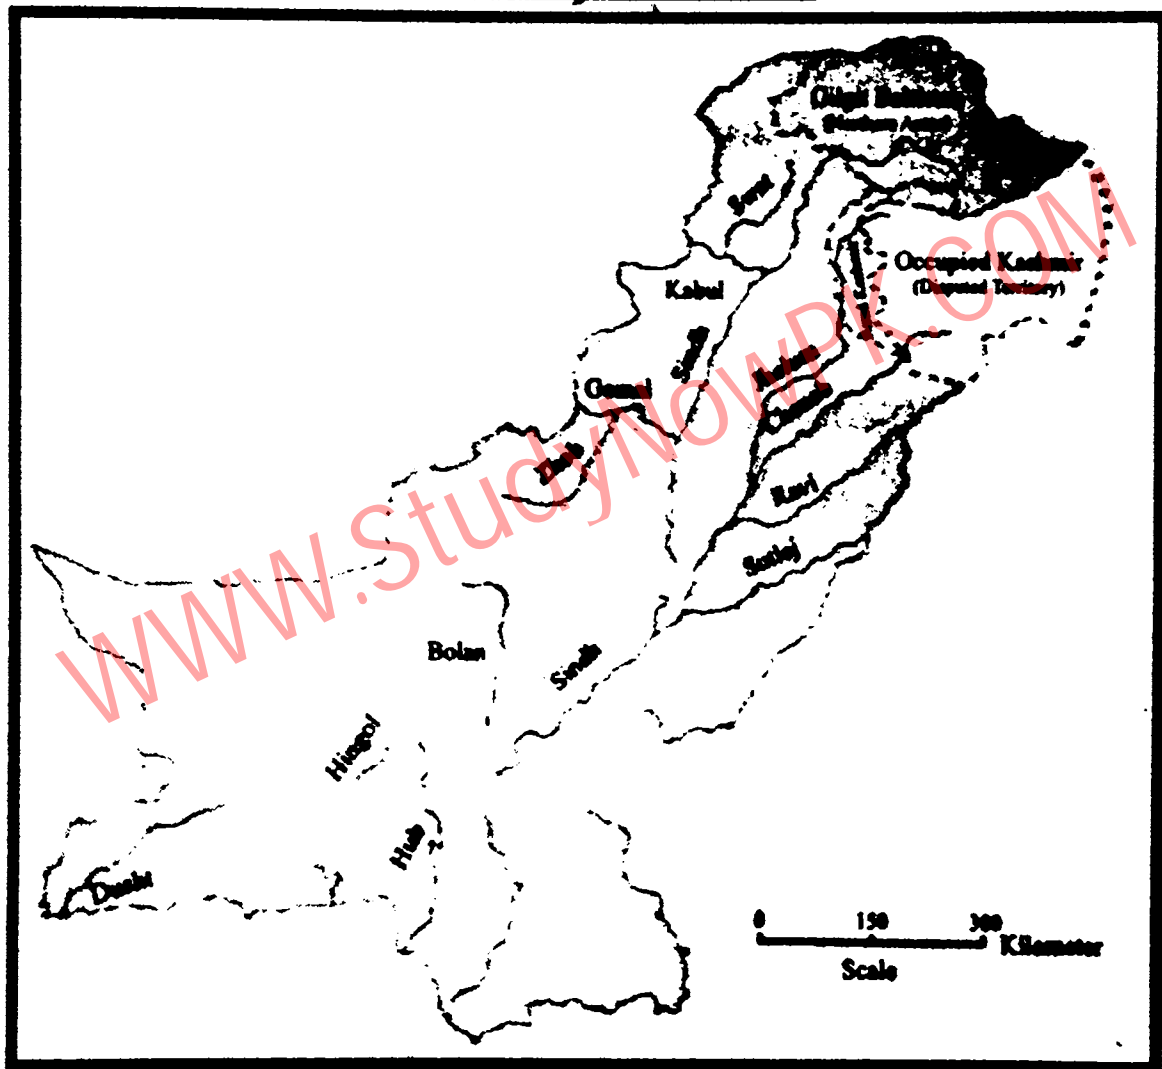 Gilgit Baltistan
(Northern Areas)
Swat
Occupied Kashmir
(Disputed Territory)
Kabul
Sindh
Jhelum
Gomal
Chenab
Zhob
Ravi
Sutlej
Bolan
Sindh
Hingol
Hub
Dasht
0 150 300 Kilometer
Scale
WWW.StudyNowPK.COM